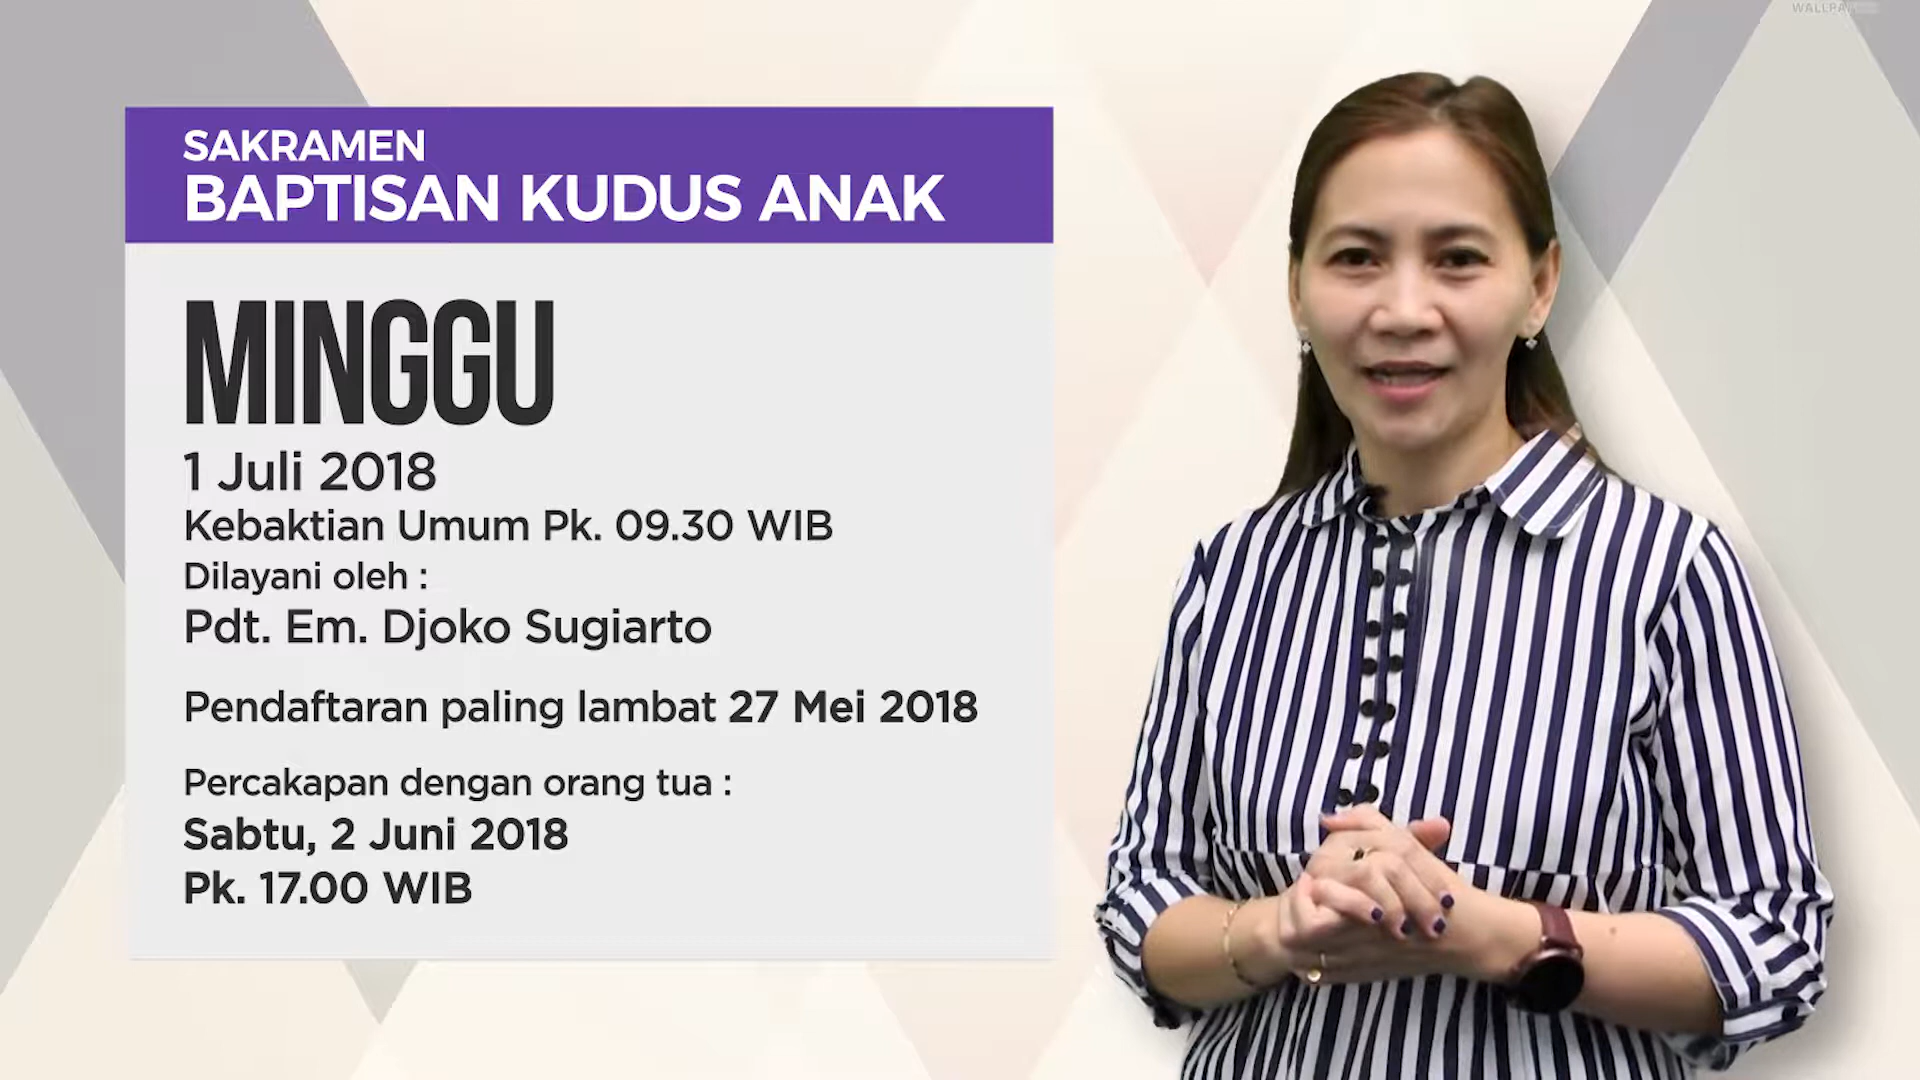 SAKRAMEN
BAPTISAN KUDUS ANAK
MINGGU
1 Juli 2018
Kebaktian Umum Pk. 09.30 WIB
Dilayani oleh :
Pdt. Em. Djoko Sugiarto
Pendaftaran paling lambat 27 Mei 2018
Percakapan dengan orang tua :
Sabtu, 2 Juni 2018
Pk. 17.00 WIB